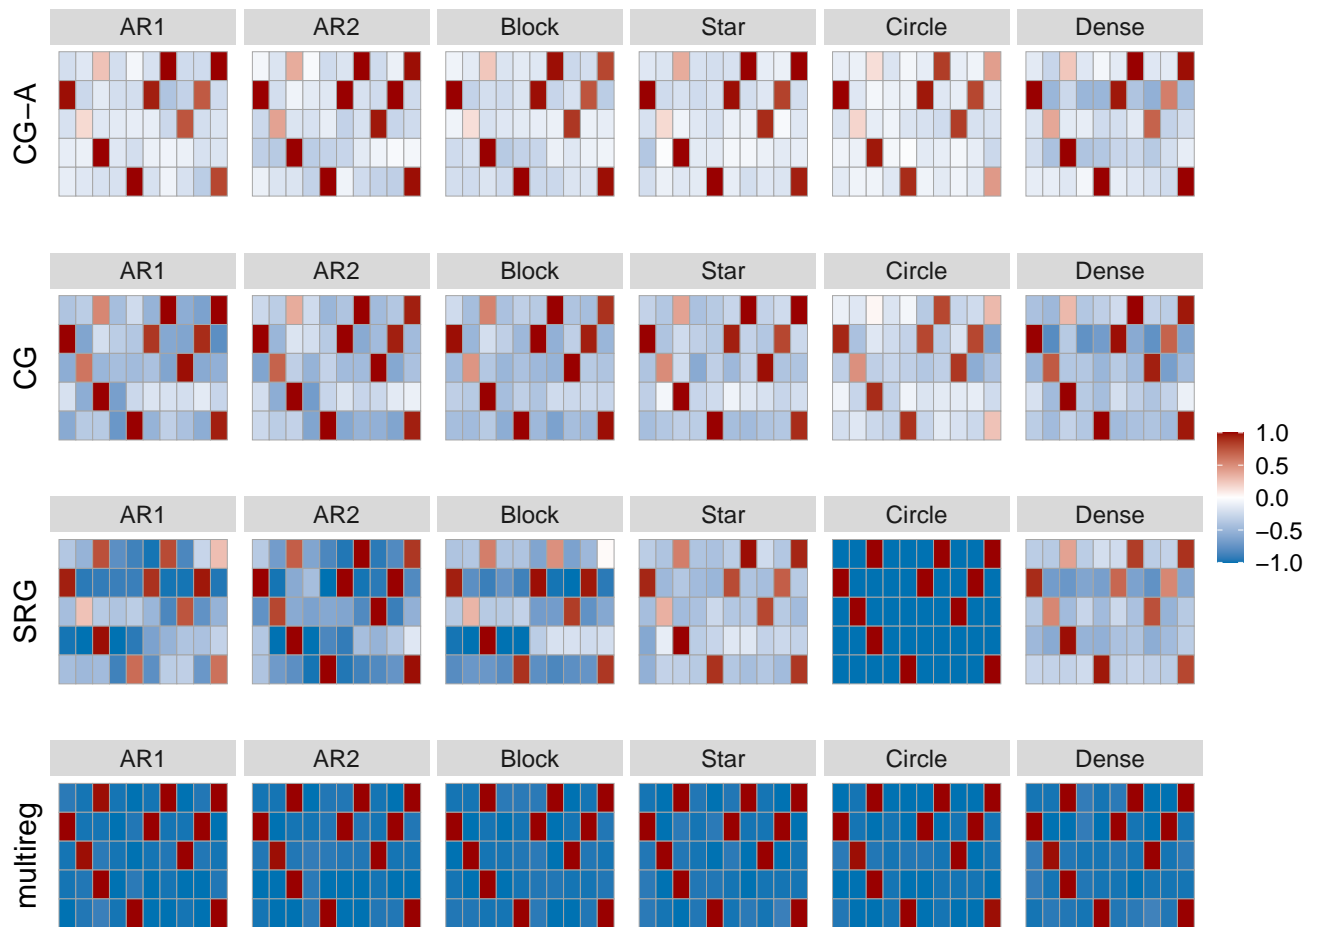 AR1 AR2 Block Star Circle Dense
CG–A
AR1 AR2 Block Star Circle Dense
CG
1.0
0.5
0.0
−0.5
−1.0
AR1 AR2 Block Star Circle Dense
SRG
AR1 AR2 Block Star Circle Dense
multireg